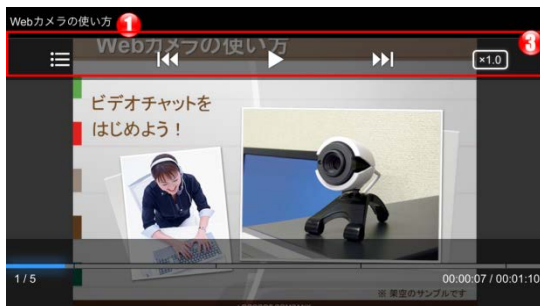 Webカメラの使い方
1
3
Webカメラの使い方
×1.0
ビデオチャットを
はじめよう！
1 / 5
00:00:07 / 00:01:10
※ 架空のサンプルです